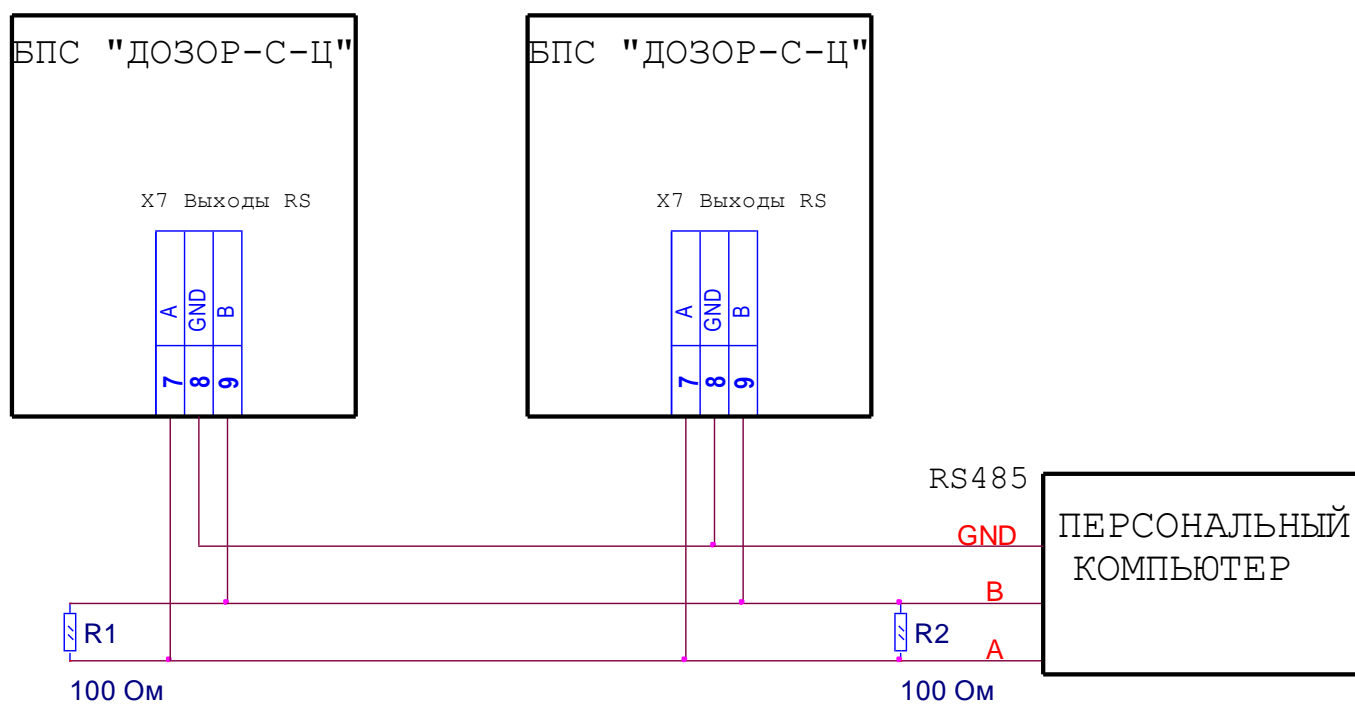 БПС "ДОЗОР-С-Ц"
X7 Выходы RS
A
GND
B
7
8
9
БПС "ДОЗОР-С-Ц"
X7 Выходы RS
A
GND
B
7
8
9
RS485
ПЕРСОНАЛЬНЫЙ
КОМПЬЮТЕР
GND
B
A
R1
100 Ом
R2
100 Ом